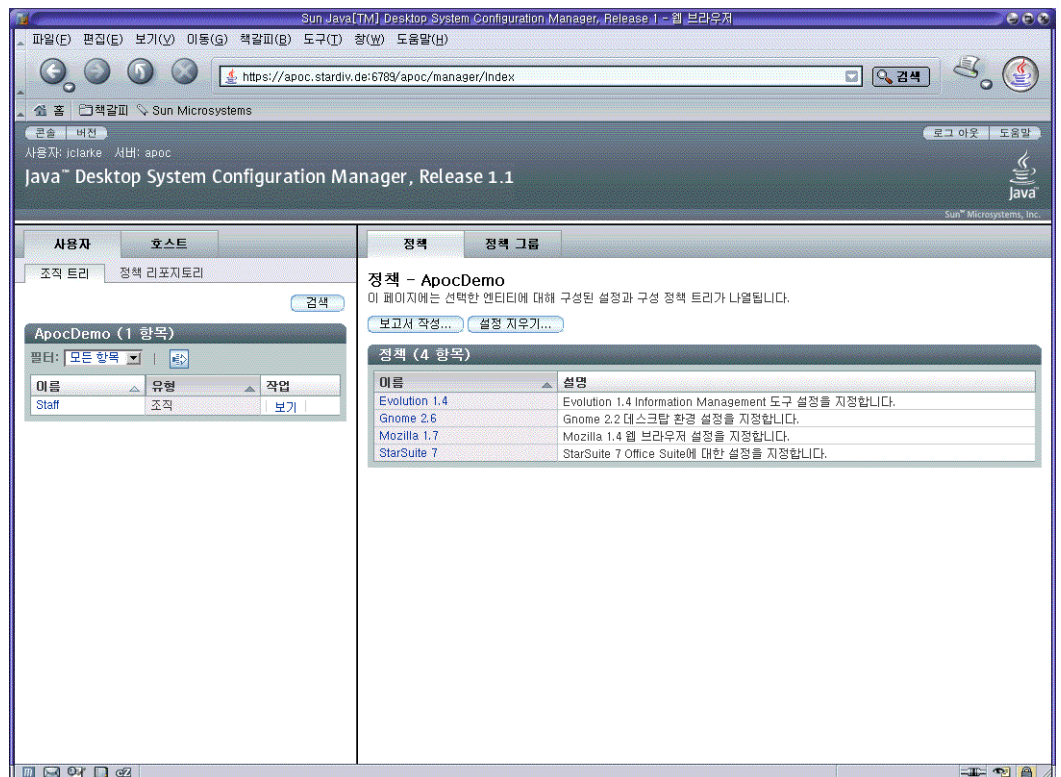 Sun Java[TM] Desktop System Configuration Manager, Release 1 - 웹 브라우저
파일(F) 편집(E) 보기(V) 이동(G) 책갈피(B) 도구(T) 창(W) 도움말(H)
https://apoc.stardiv.de:6789/apoc/manager/Index
검색
홈 책갈피 Sun Microsystems
콘솔 버전 로그 아웃 도움말
사용자: jclarke 서버: apoc
Java™ Desktop System Configuration Manager, Release 1.1
Java™
Sun™ Microsystems, Inc.
사용자 호스트
조직 트리 정책 리포지토리
검색
ApocDemo (1 항목)
필터: 모든 항목
이름 유형 작업
Staff 조직 보기
정책 정책 그룹
정책 - ApocDemo
이 페이지에는 선택한 엔티티에 대해 구성된 설정과 구성 정책 트리가 나열됩니다.
보고서 작성... 설정 지우기...
정책 (4 항목)
이름 설명
Evolution 1.4 Evolution 1.4 Information Management 도구 설정을 지정합니다.
Gnome 2.6 Gnome 2.2 데스크탑 환경 설정을 지정합니다.
Mozilla 1.7 Mozilla 1.4 웹 브라우저 설정을 지정합니다.
StarSuite 7 StarSuite 7 Office Suite에 대한 설정을 지정합니다.